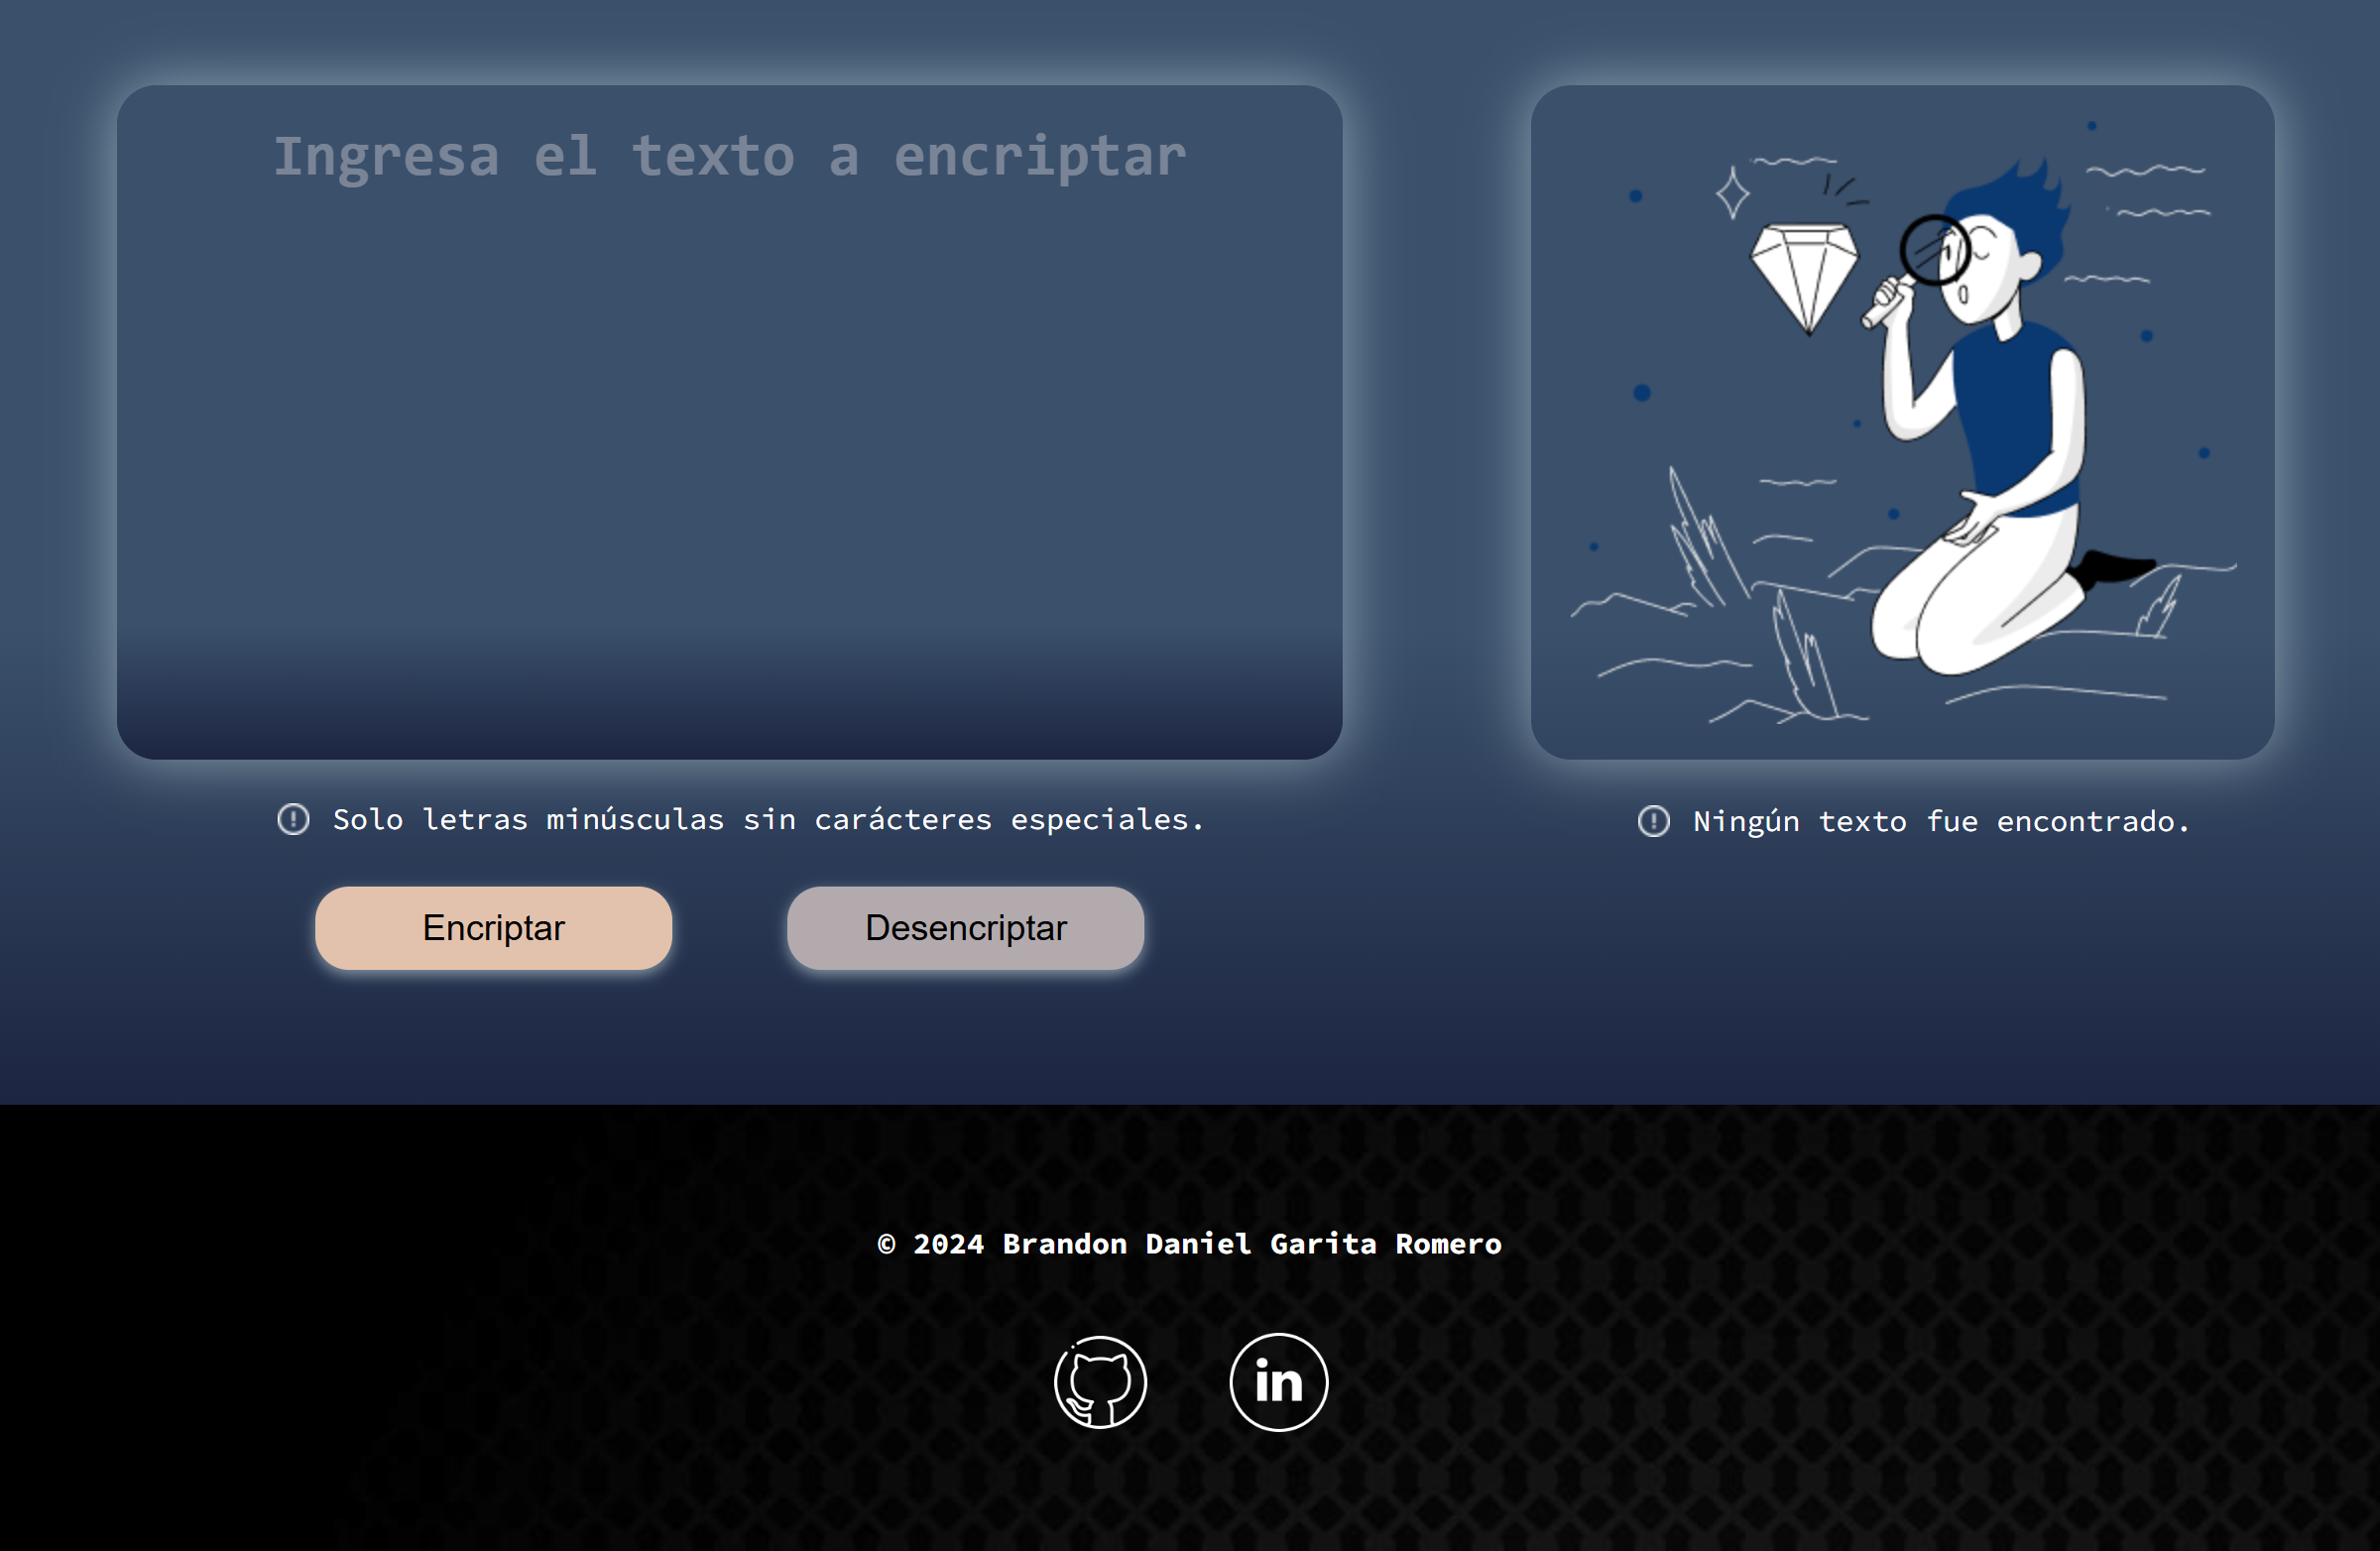 Ingresa el texto a encriptar
Solo letras minúsculas sin carácteres especiales.
Encriptar
Desencriptar
Ningún texto fue encontrado.
© 2024 Brandon Daniel Garita Romero
in